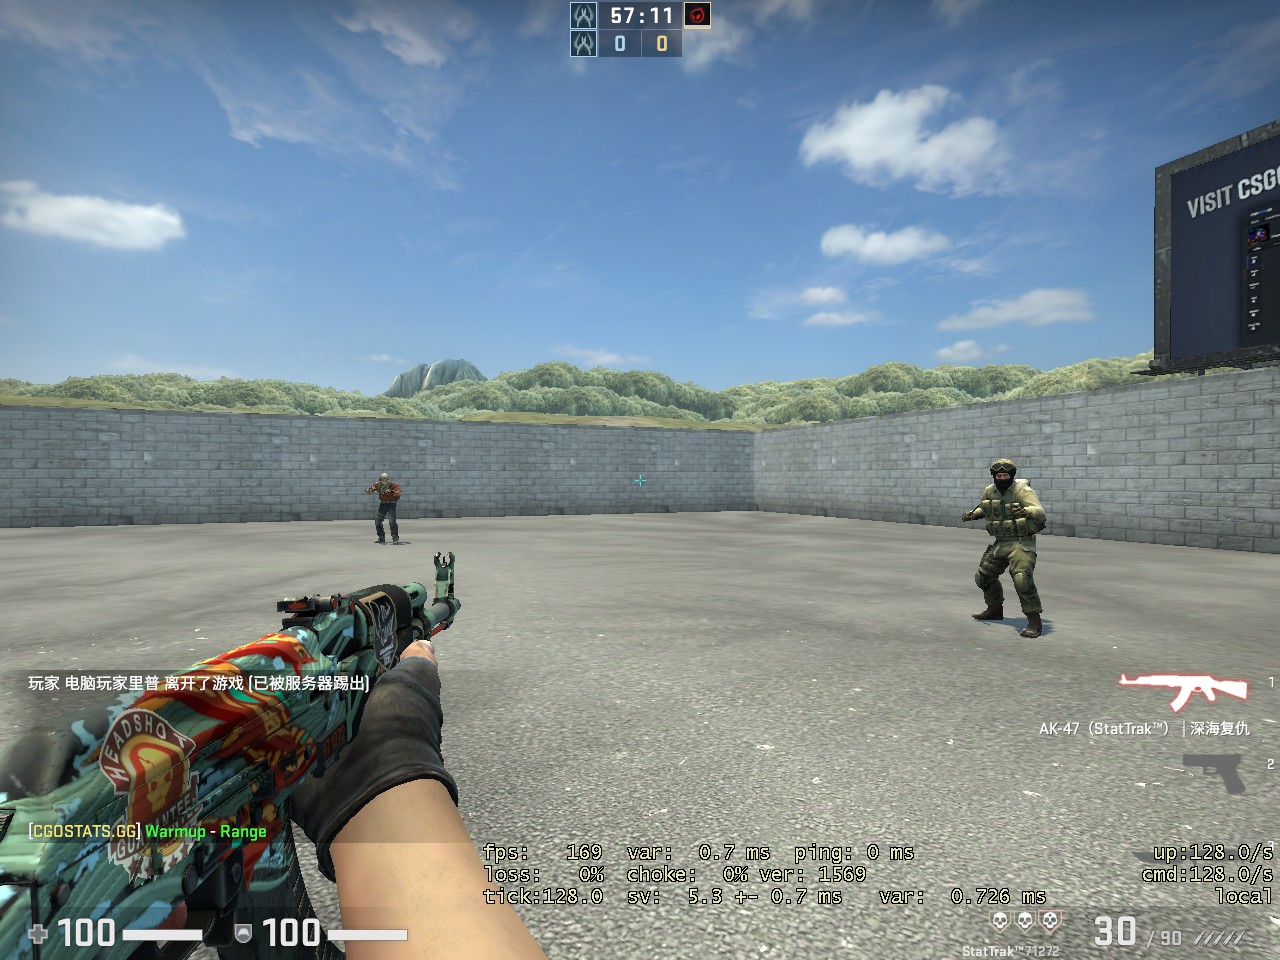 57:11
0 0
VISIT CSGO
玩家 电脑玩家里普 离开了游戏 (已被服务器踢出)
HEADSHOT
1
AK-47（StatTrak™） | 深海复仇
2
[CGOSTATS.GG] Warmup - Range
fps: 169 var: 0.7 ms ping: 0 ms up:128.0/s
loss: 0% choke: 0% ver: 1569 cmd:128.0/s
tick:128.0 sv: 5.3 +- 0.7 ms var: 0.726 ms local
100 100 30 / 90
StatTrak™71272